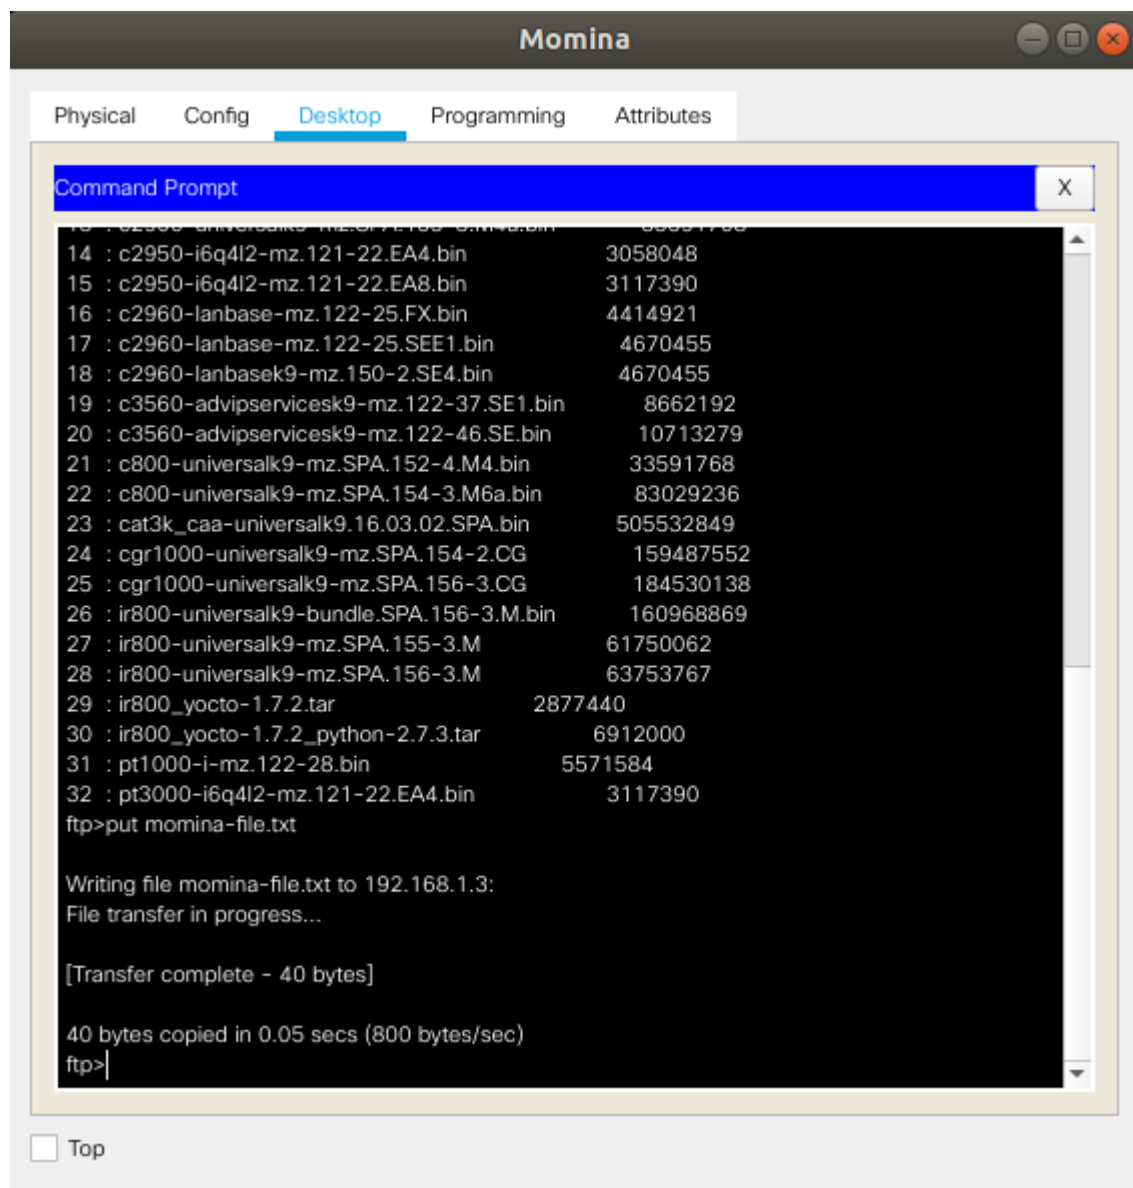 Momina
Physical Config Desktop Programming Attributes
Command Prompt X
14 : c2950-i6q4l2-mz.121-22.EA4.bin 3058048
15 : c2950-i6q4l2-mz.121-22.EA8.bin 3117390
16 : c2960-lanbase-mz.122-25.FX.bin 4414921
17 : c2960-lanbase-mz.122-25.SEE1.bin 4670455
18 : c2960-lanbasek9-mz.150-2.SE4.bin 4670455
19 : c3560-advipservicesk9-mz.122-37.SE1.bin 8662192
20 : c3560-advipservicesk9-mz.122-46.SE.bin 10713279
21 : c800-universalk9-mz.SPA.152-4.M4.bin 33591768
22 : c800-universalk9-mz.SPA.154-3.M6a.bin 83029236
23 : cat3k_caa-universalk9.16.03.02.SPA.bin 505532849
24 : cgr1000-universalk9-mz.SPA.154-2.CG 159487552
25 : cgr1000-universalk9-mz.SPA.156-3.CG 184530138
26 : ir800-universalk9-bundle.SPA.156-3.M.bin 160968869
27 : ir800-universalk9-mz.SPA.155-3.M 61750062
28 : ir800-universalk9-mz.SPA.156-3.M 63753767
29 : ir800_yocto-1.7.2.tar 2877440
30 : ir800_yocto-1.7.2_python-2.7.3.tar 6912000
31 : pt1000-i-mz.122-28.bin 5571584
32 : pt3000-i6q4l2-mz.121-22.EA4.bin 3117390
ftp>put momina-file.txt
Writing file momina-file.txt to 192.168.1.3:
File transfer in progress...
[Transfer complete - 40 bytes]
40 bytes copied in 0.05 secs (800 bytes/sec)
ftp>
Top